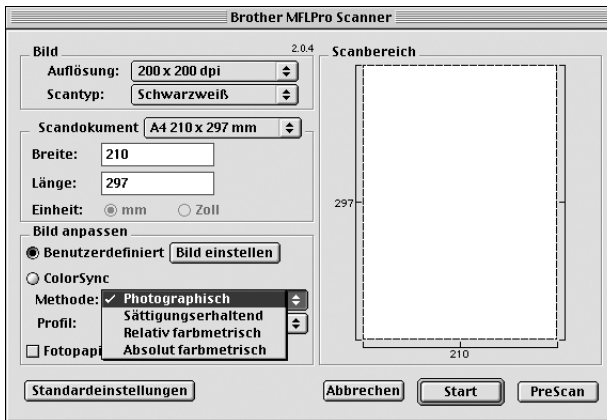 Brother MFLPro Scanner
Bild
2.0.4
Auflösung: 200 x 200 dpi
Scantyp: Schwarzweiß
Scandokument A4 210 x 297 mm
Breite: 210
Länge: 297
Einheit: mm Zoll
Bild anpassen
Benutzerdefiniert Bild einstellen
ColorSync
Methode: ✓ Photographisch
Sättigungserhaltend
Profil:
Relativ farbmetrisch
Absolut farbmetrisch
Fotopapi
Scanbereich
297
210
Standardeinstellungen
Abbrechen Start PreScan